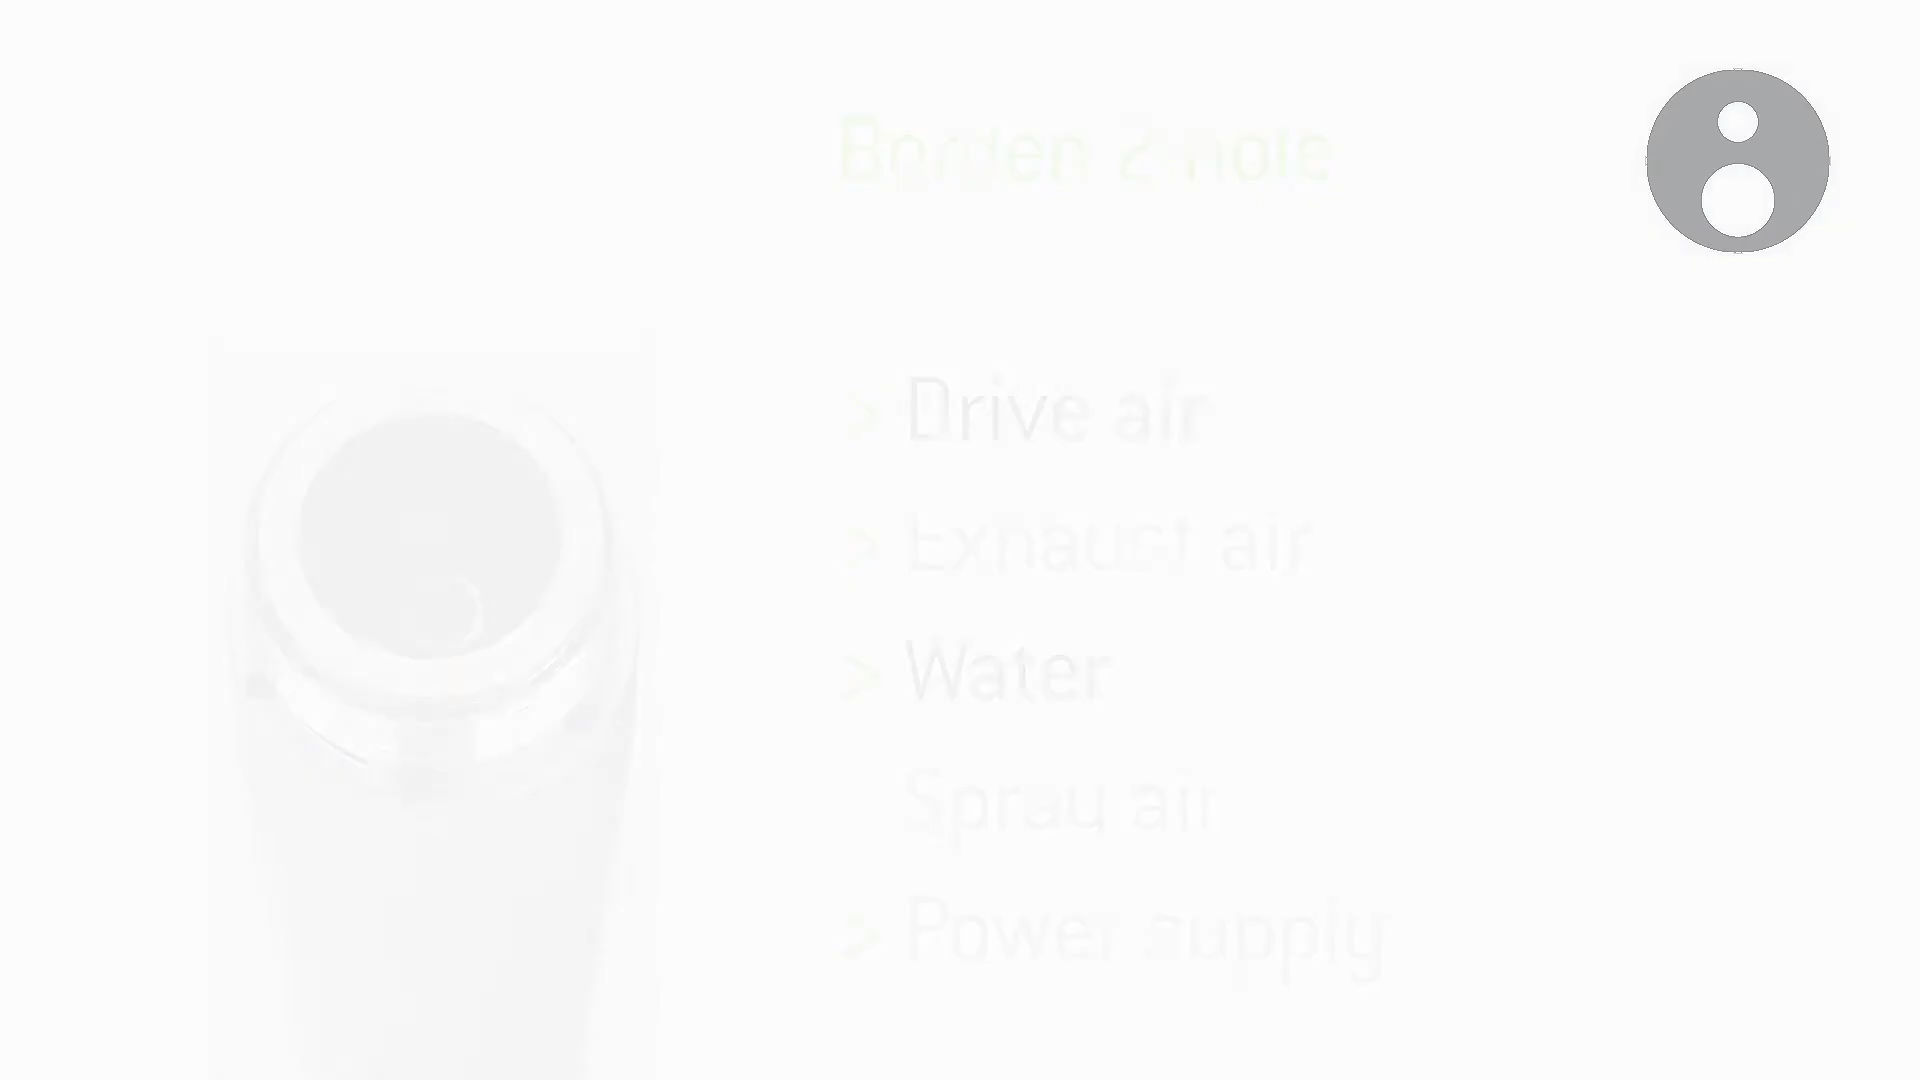 Borden 2-hole
> Drive air
> Exhaust air
> Water
Spray air
> Power supply